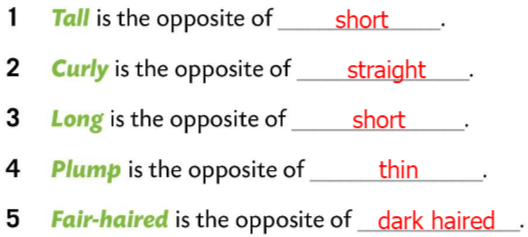 1 Tall is the opposite of short.
2 Curly is the opposite of straight.
3 Long is the opposite of short.
4 Plump is the opposite of thin.
5 Fair-haired is the opposite of dark haired.